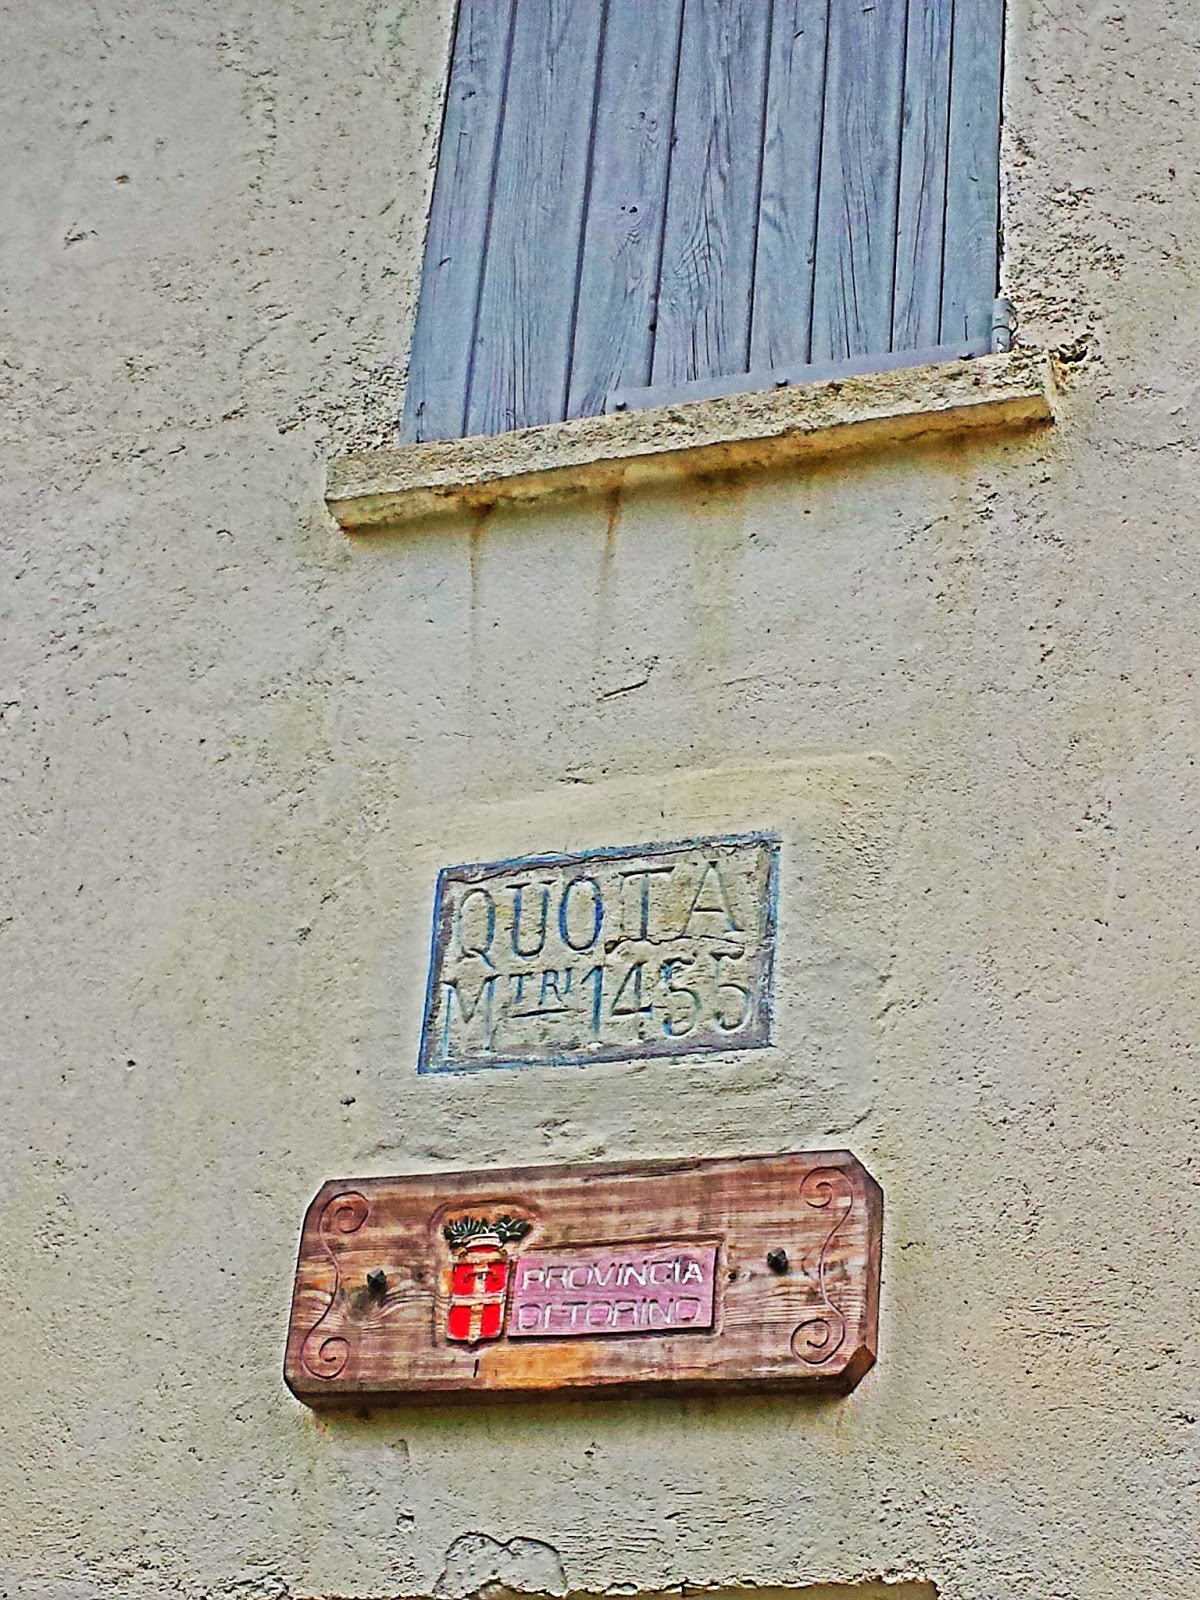 QUOTA
MTRI 1455
PROVINCIA
DI TORINO